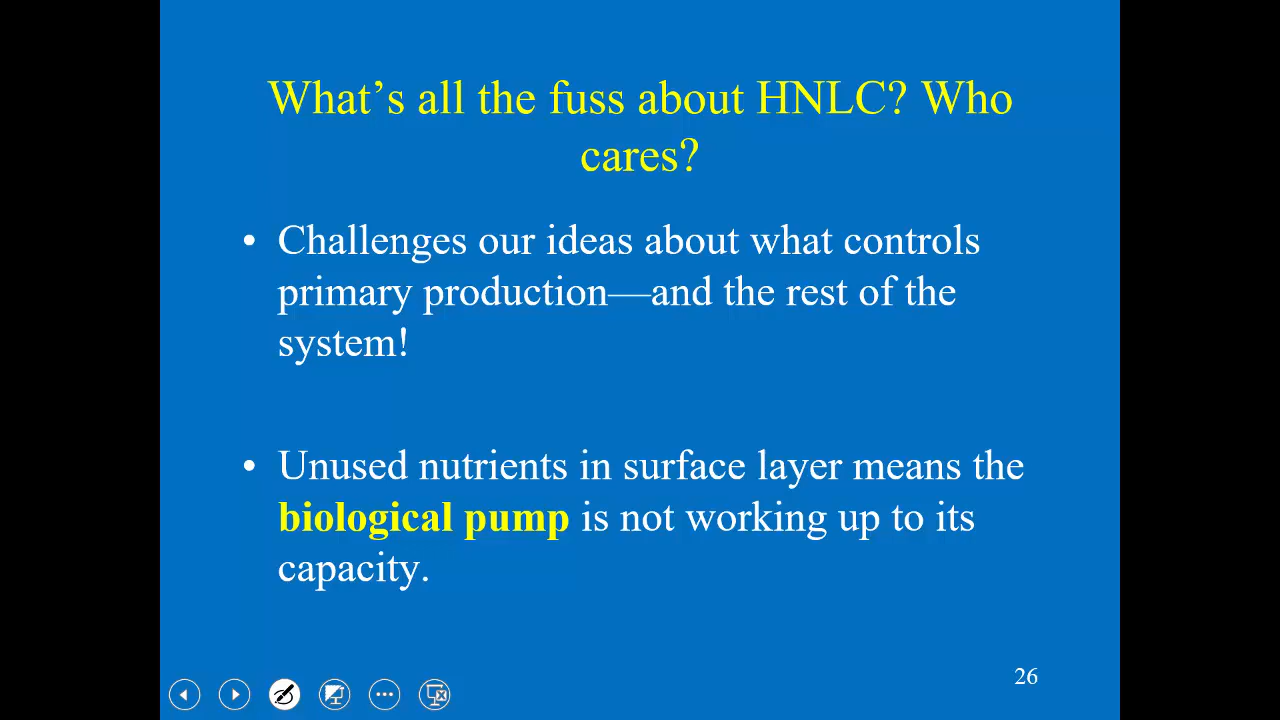 What’s all the fuss about HNLC? Who
cares?
• Challenges our ideas about what controls
primary production—and the rest of the
system!
• Unused nutrients in surface layer means the
biological pump is not working up to its
capacity.
26